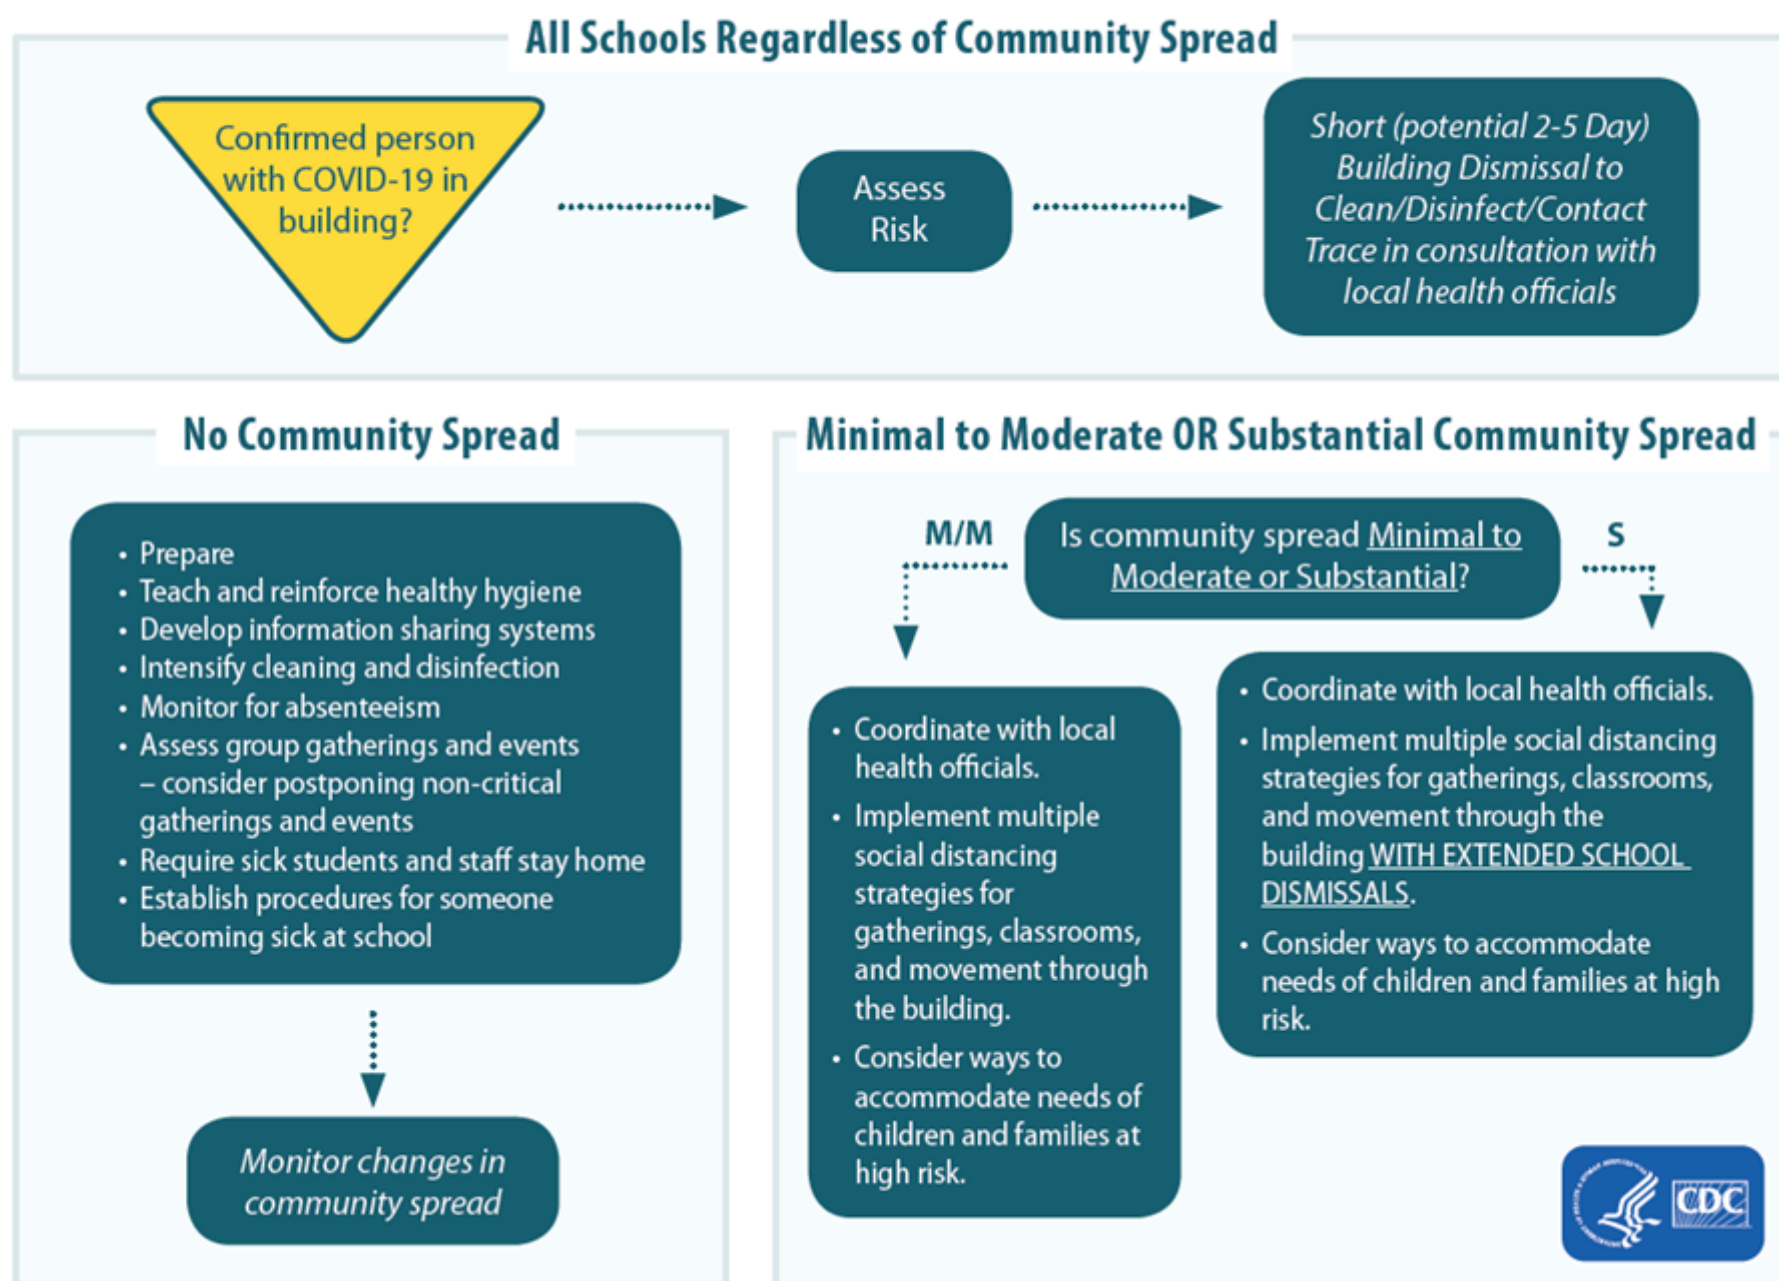 All Schools Regardless of Community Spread
Confirmed person
with COVID-19 in
building?
Assess
Risk
Short (potential 2-5 Day)
Building Dismissal to
Clean/Disinfect/Contact
Trace in consultation with
local health officials
No Community Spread
• Prepare
• Teach and reinforce healthy hygiene
• Develop information sharing systems
• Intensify cleaning and disinfection
• Monitor for absenteeism
• Assess group gatherings and events
– consider postponing non-critical
gatherings and events
• Require sick students and staff stay home
• Establish procedures for someone
becoming sick at school
Monitor changes in
community spread
Minimal to Moderate OR Substantial Community Spread
M/M
Is community spread Minimal to
Moderate or Substantial?
S
• Coordinate with local
health officials.
• Implement multiple
social distancing
strategies for
gatherings, classrooms,
and movement through
the building.
• Consider ways to
accommodate needs of
children and families at
high risk.
• Coordinate with local health officials.
• Implement multiple social distancing
strategies for gatherings, classrooms,
and movement through the
building WITH EXTENDED SCHOOL
DISMISSALS.
• Consider ways to accommodate
needs of children and families at high
risk.
CDC